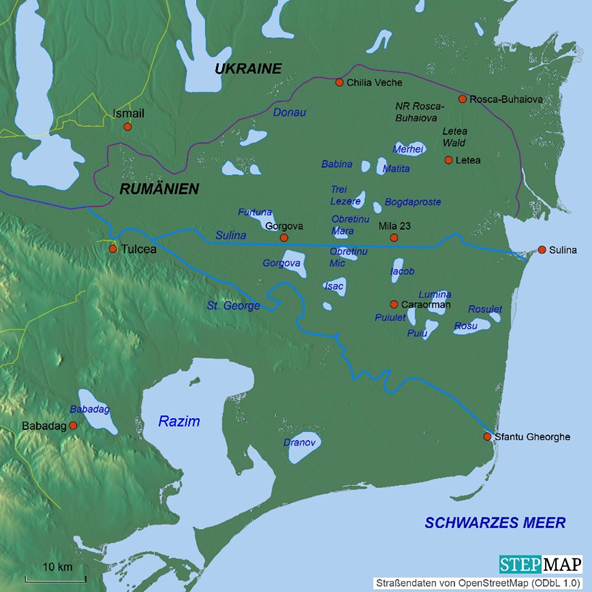 UKRAINE
Chilia Veche
Rosca-Buhaiova
NR Rosca-
Buhaiova
Donau
Ismail
Letea
Wald
Merhei
Letea
Babina
Matita
RUMÄNIEN
Trei
Lezere
Bogdaproste
Furtuna
Obretinu
Mara
Gorgova
Mila 23
Sulina
Sulina
Tulcea
Obretinu
Mic
Gorgova
Iacob
Isac
Lumina
St. George
Caraorman
Rosulet
Puiulet
Puiu
Rosu
Babadag
Babadag
Razim
Dranov
Sfantu Gheorghe
SCHWARZES MEER
STEPMAP
10 km
Straßendaten von OpenStreetMap (ODbL 1.0)